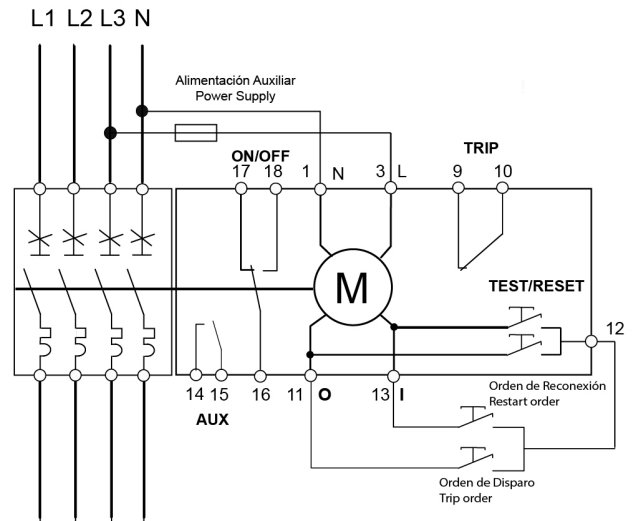 L1 L2 L3 N
Alimentación Auxiliar
Power Supply
ON/OFF
TRIP
17 18 1 N 3 L 9 10
M
TEST/RESET
12
14 15 16 11 O 13 I
AUX
Orden de Reconexión
Restart order
Orden de Disparo
Trip order